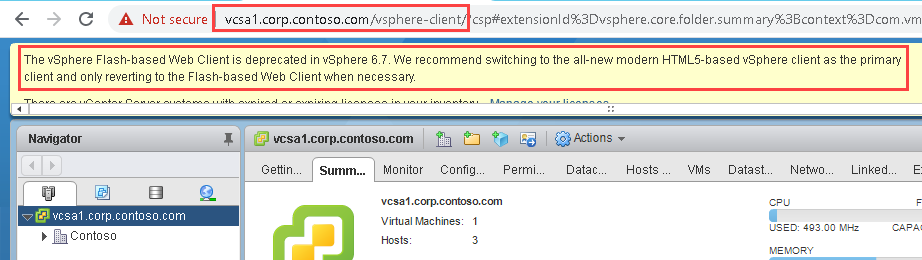 Not secure vcsa1.corp.contoso.com/vsphere-client/?csp#extensionId%3Dvsphere.core.folder.summary%3Bcontext%3Dcom.vm
The vSphere Flash-based Web Client is deprecated in vSphere 6.7. We recommend switching to the all-new modern HTML5-based vSphere client as the primary
client and only reverting to the Flash-based Web Client when necessary.
There are vCenter Server systems with expired or expiring licenses in your inventory. Manage your licenses
Navigator
vcsa1.corp.contoso.com Actions
Gettin... Summ... Monitor Config... Permi... Datac... Hosts ... VMs Datast... Netwo... Linked... E
vcsa1.corp.contoso.com
Contoso
vcsa1.corp.contoso.com
Virtual Machines: 1
Hosts: 3
CPU F
USED: 493.00 MHz CAPA
MEMORY